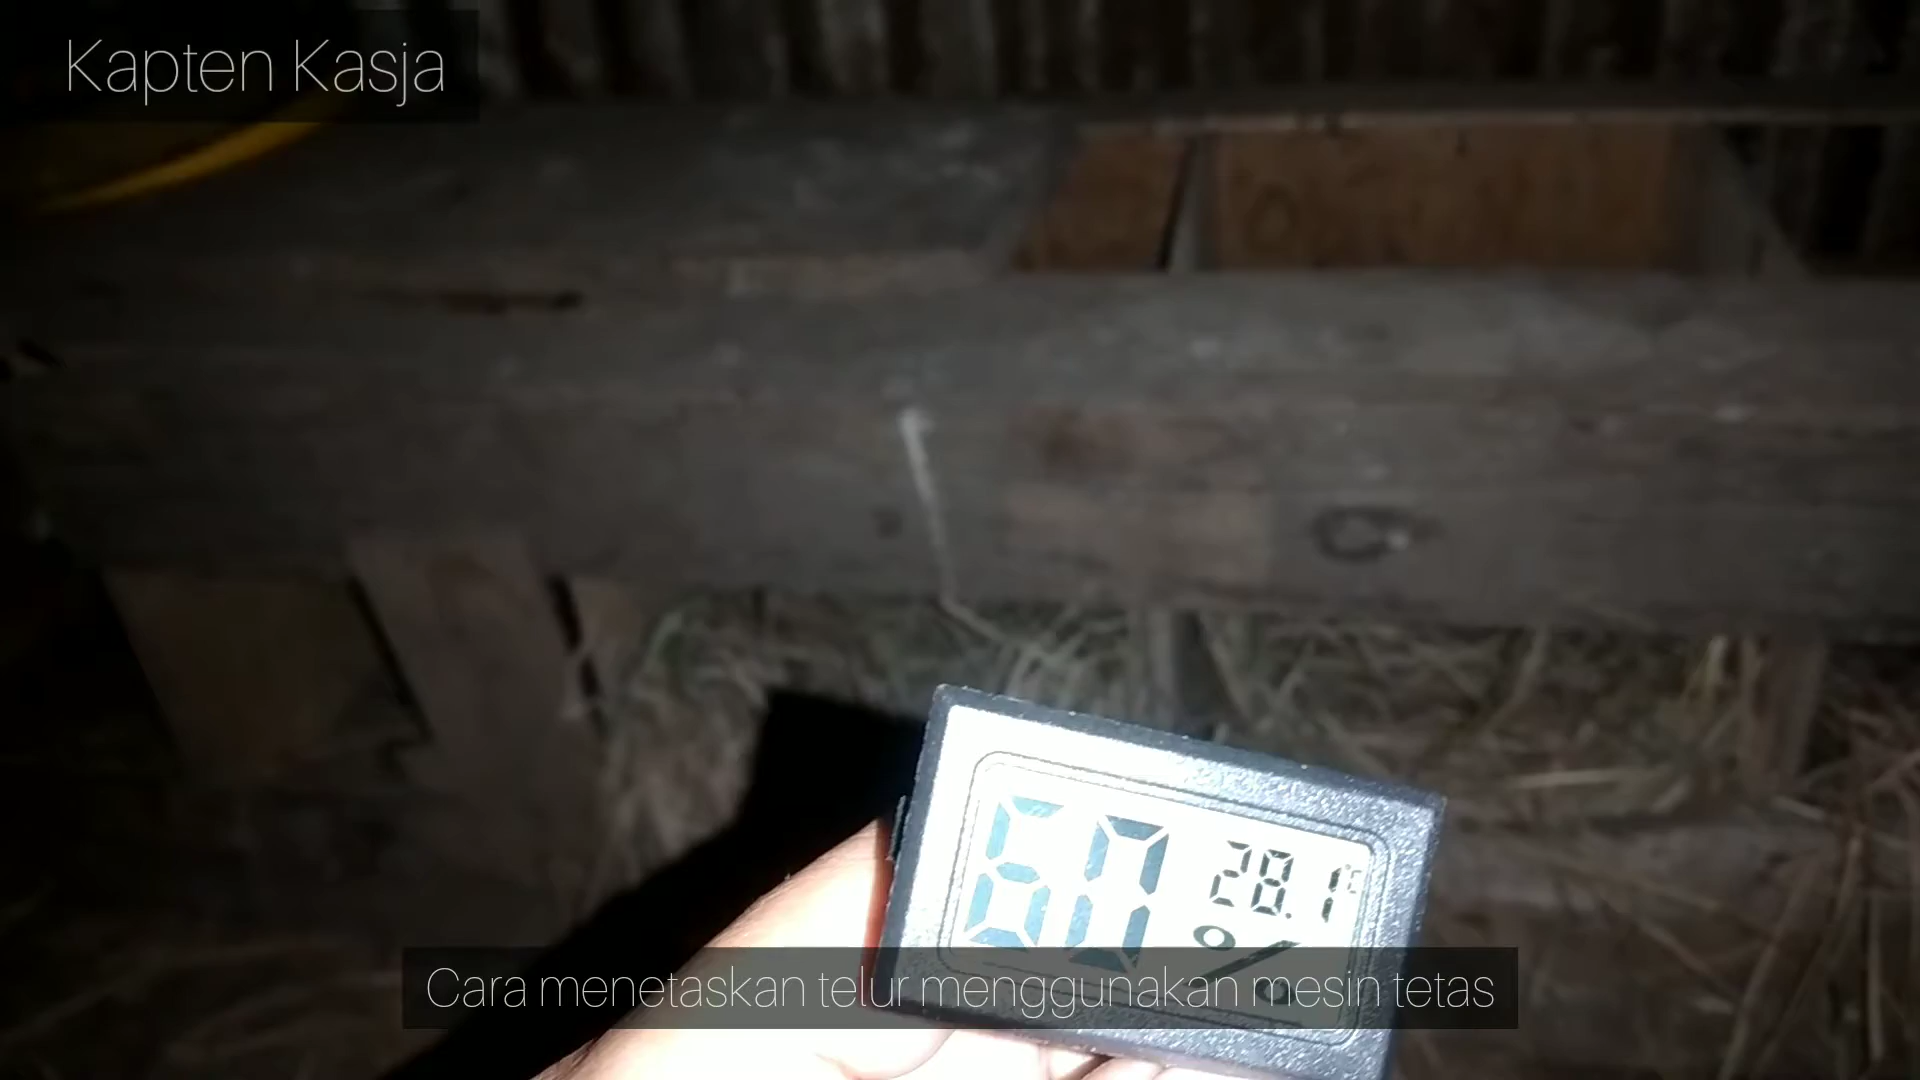 Kapten Kasja
60 28.1°C
%
Cara menetaskan telur menggunakan mesin tetas